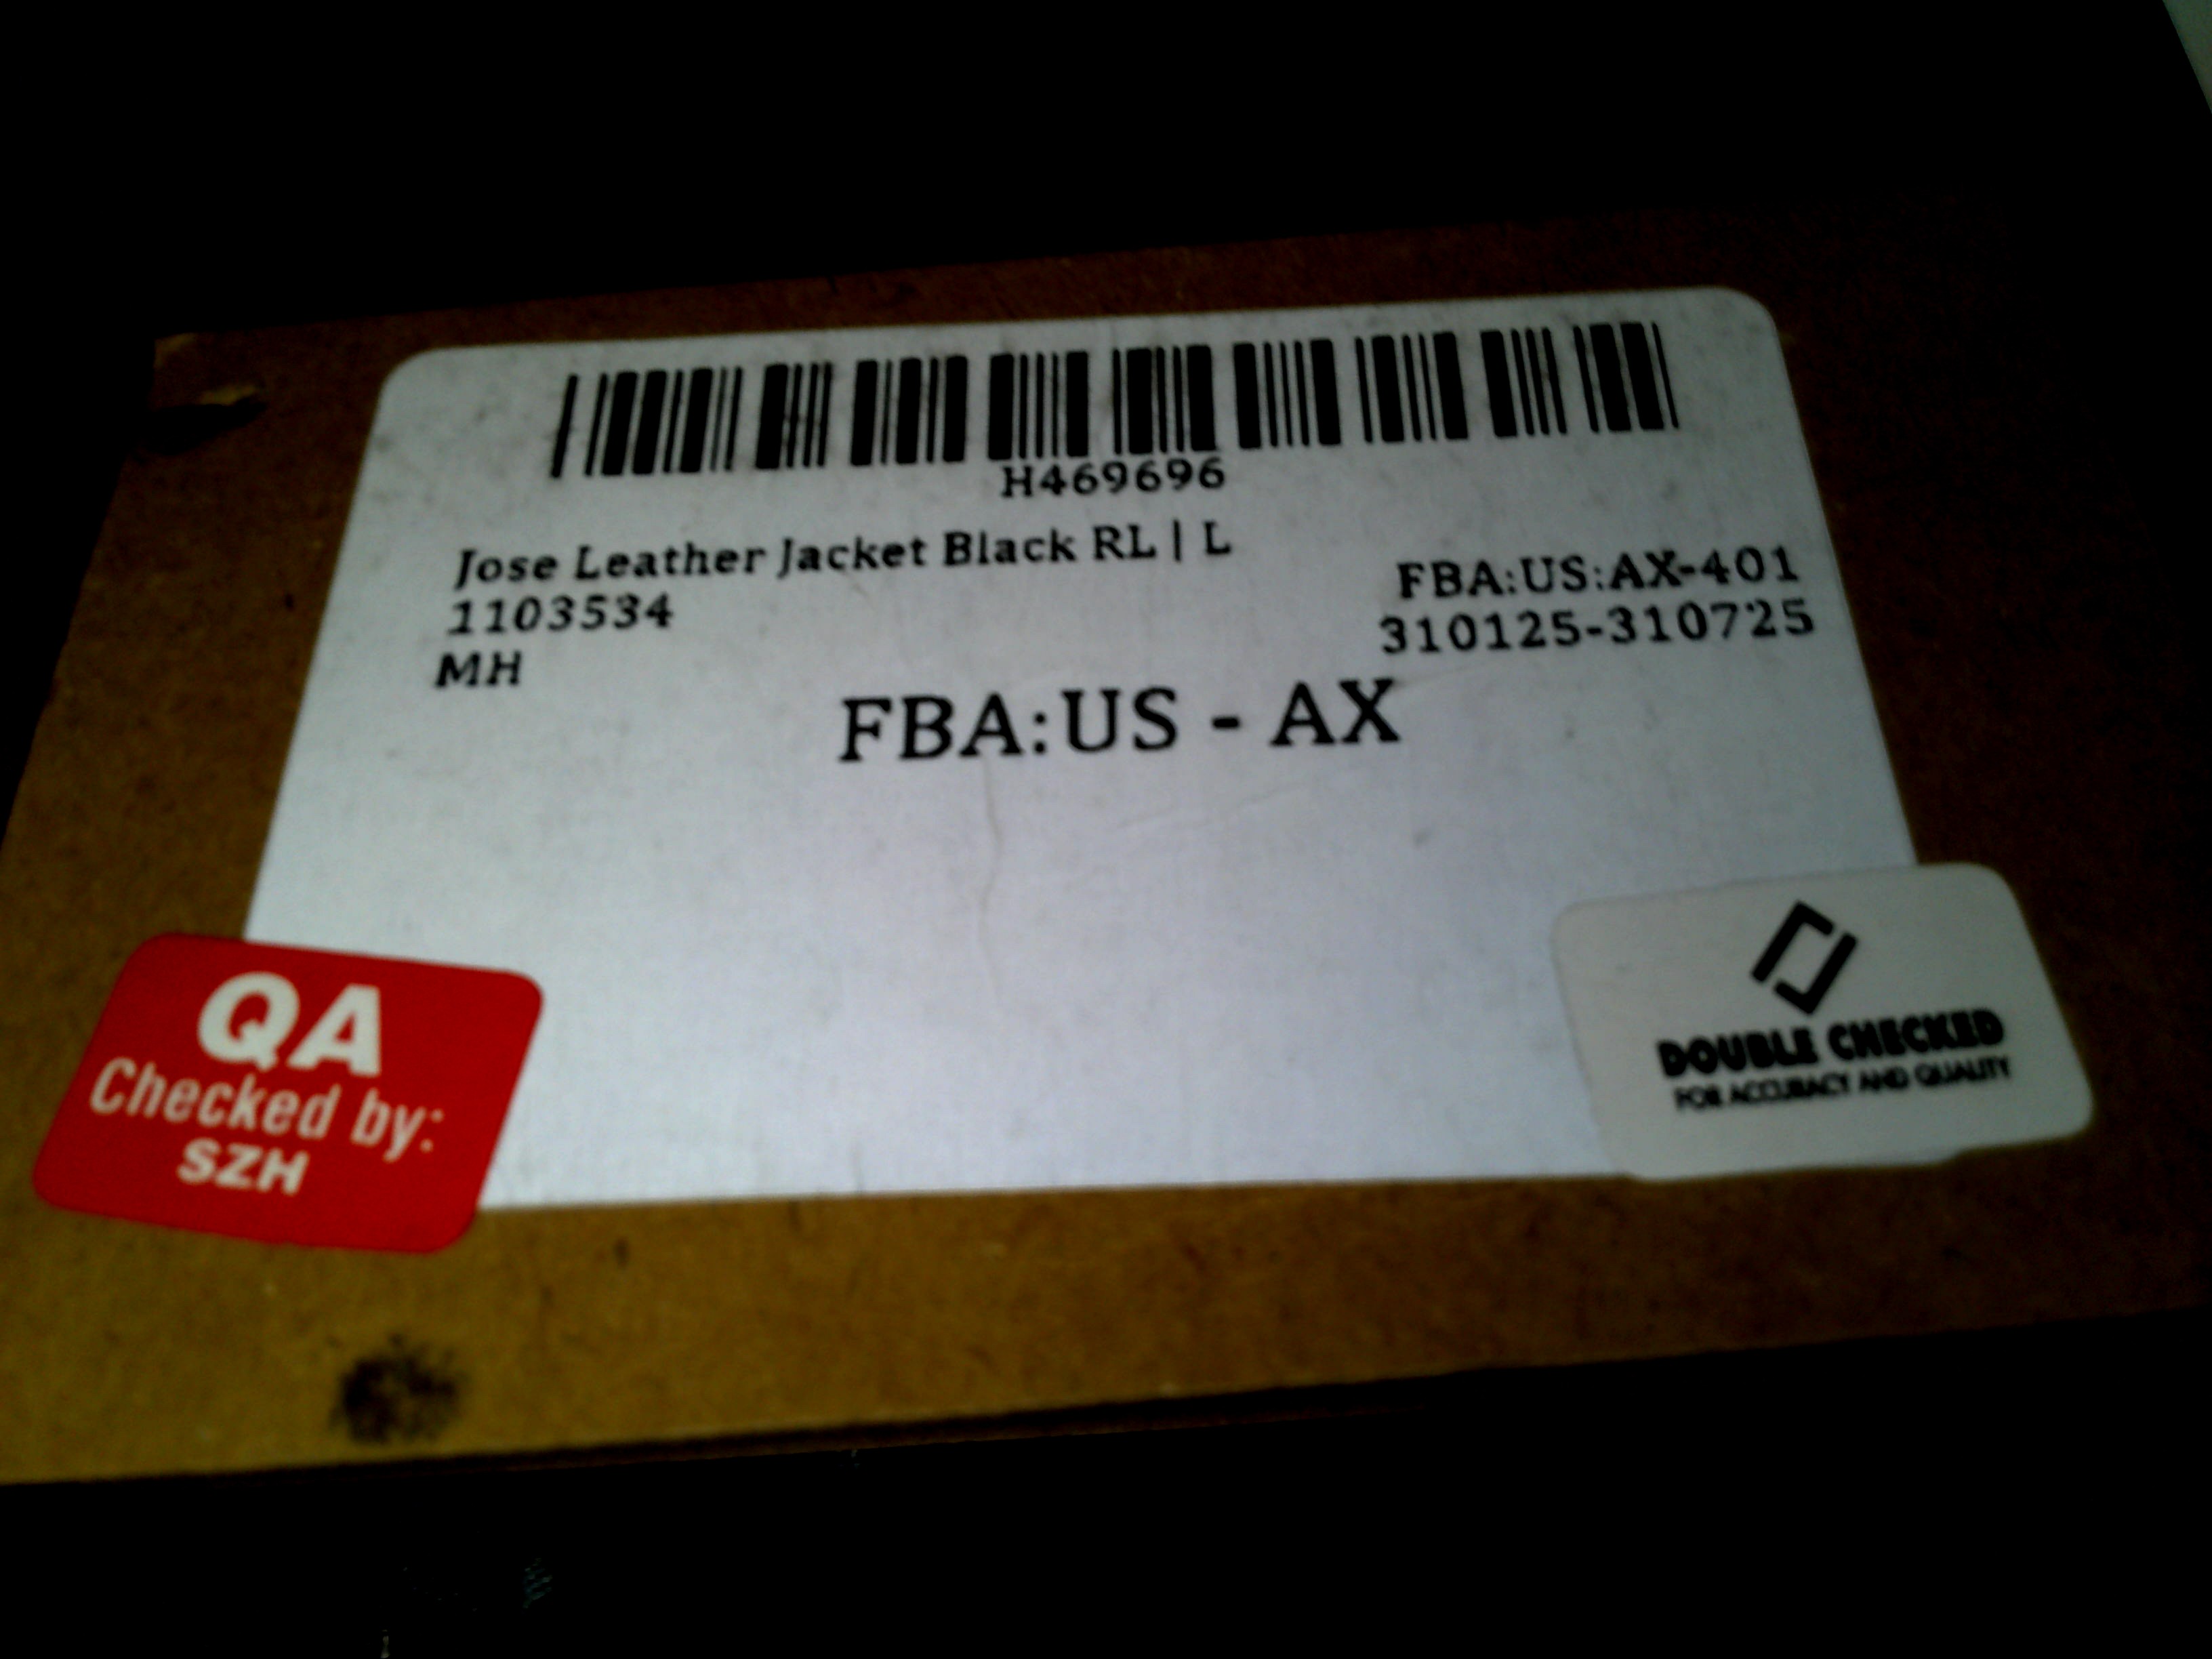 H469696
Jose Leather Jacket Black RL | L
1103534
MH
FBA:US:AX-401
310125-310725
FBA:US - AX
QA
Checked by:
SZH
DOUBLE CHECKED
FOR ACCURACY AND QUALITY